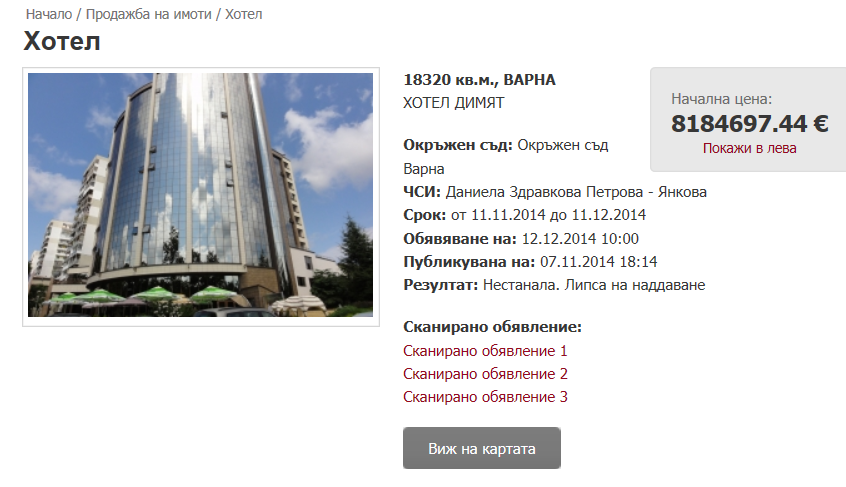 Начало / Продажба на имоти / Хотел
Хотел
18320 кв.м., ВАРНА
ХОТЕЛ ДИМЯТ
Начална цена:
8184697.44 €
Покажи в лева
Окръжен съд: Окръжен съд
Варна
ЧСИ: Даниела Здравкова Петрова - Янкова
Срок: от 11.11.2014 до 11.12.2014
Обявяване на: 12.12.2014 10:00
Публикувана на: 07.11.2014 18:14
Резултат: Нестанала. Липса на наддаване
Сканирано обявление:
Сканирано обявление 1
Сканирано обявление 2
Сканирано обявление 3
Виж на картата